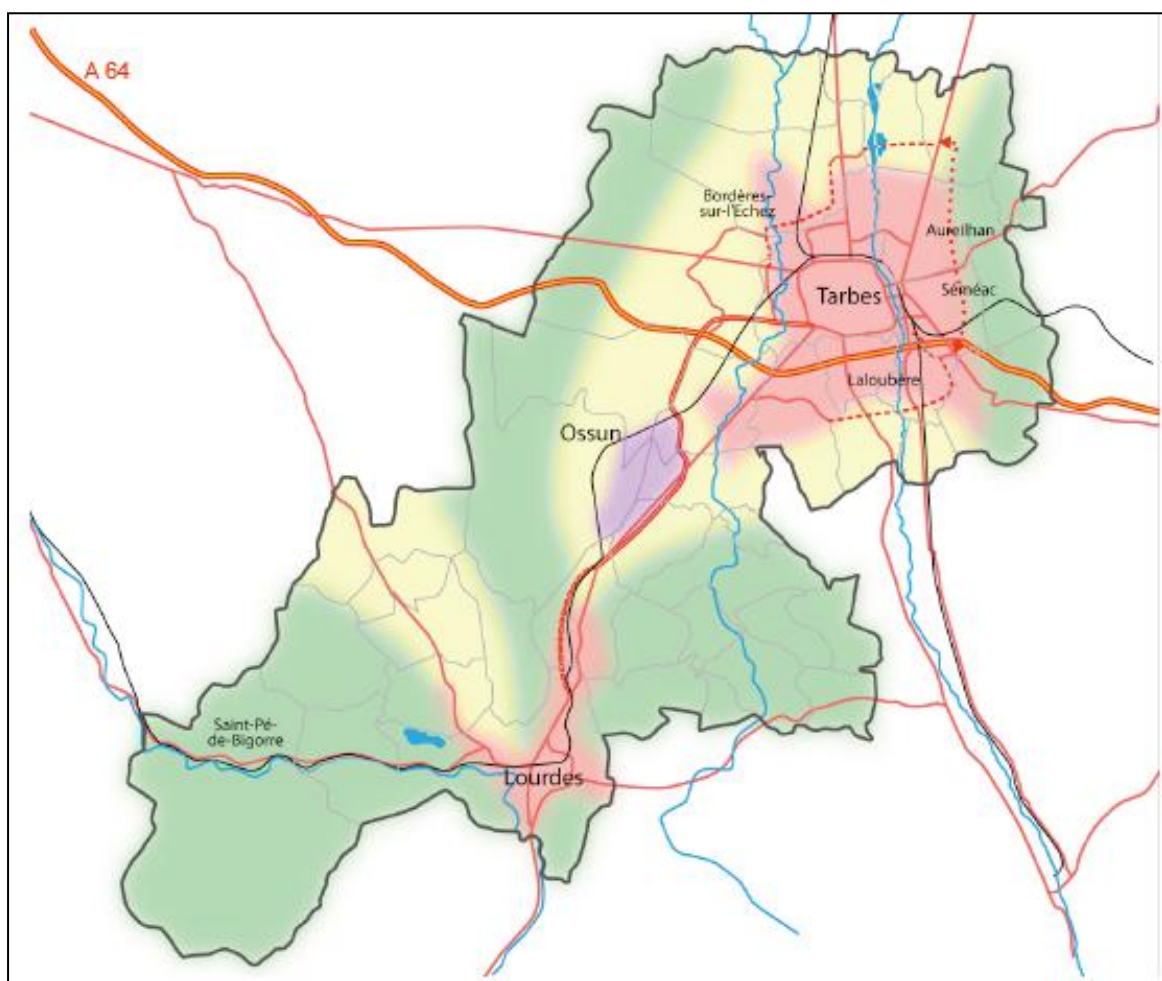 A 64
Bordères-
sur-l'Echez
Aureilhan
Séméac
Tarbes
Laloubère
Ossun
Saint-Pé-
de-Bigorre
Lourdes